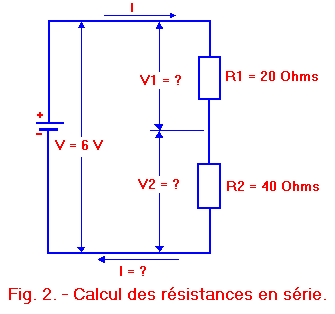 I
V1 = ?
R1 = 20 Ohms
+
-
V = 6 V
V2 = ?
R2 = 40 Ohms
I = ?
Fig. 2. - Calcul des résistances en série.